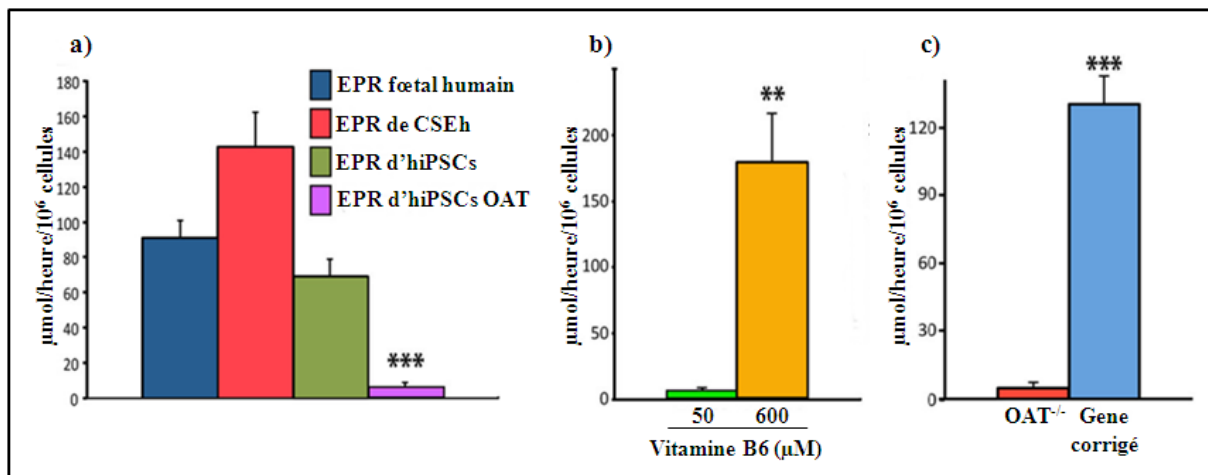 a)
µmol/heure/10⁶ cellules
180
160
140
120
100
80
60
40
20
0
EPR fœtal humain
EPR de CSEh
EPR d'hiPSCs
EPR d'hiPSCs OAT
***
b)
µmol/heure/10⁶ cellules
200
150
100
50
0
**
50 600
Vitamine B6 (µM)
c)
µmol/heure/10⁶ cellules
120
90
60
30
0
***
OAT⁻/⁻ Gene
corrigé